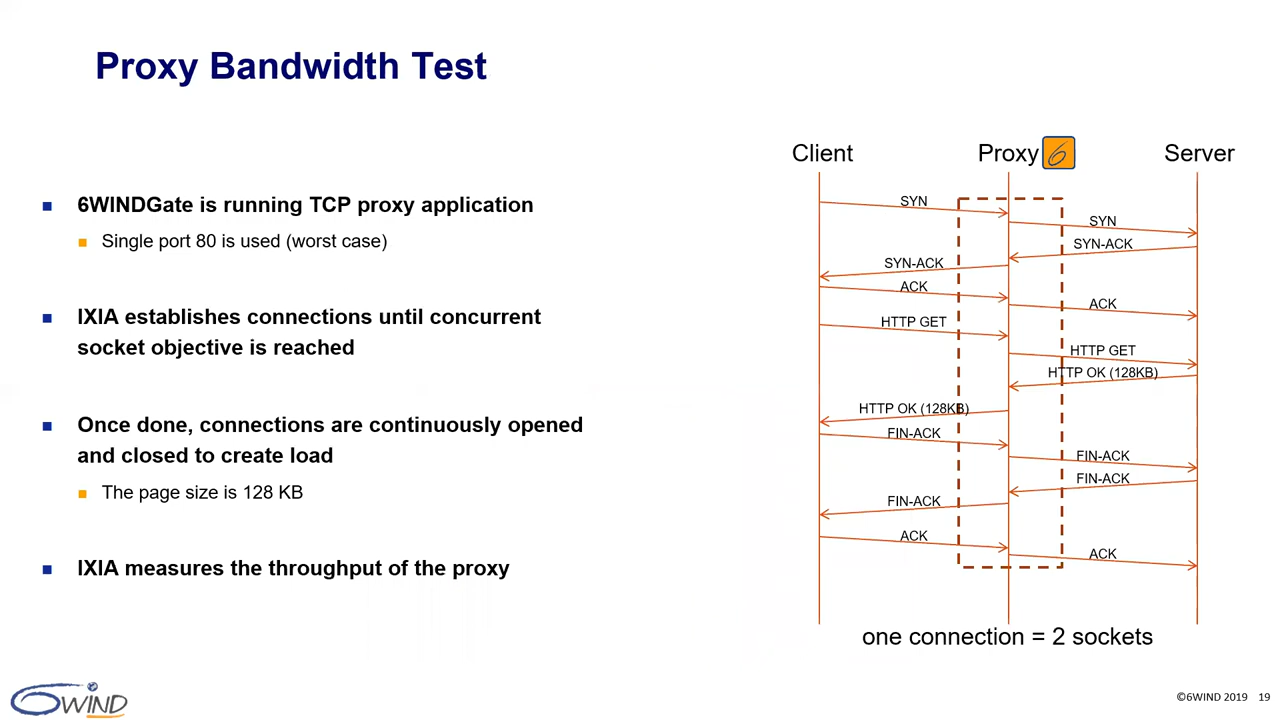 Proxy Bandwidth Test
6WINDGate is running TCP proxy application
Single port 80 is used (worst case)
IXIA establishes connections until concurrent
socket objective is reached
Once done, connections are continuously opened
and closed to create load
The page size is 128 KB
IXIA measures the throughput of the proxy
Client
Proxy 6
Server
SYN
SYN
SYN-ACK
SYN-ACK
ACK
ACK
HTTP GET
HTTP GET
HTTP OK (128KB)
HTTP OK (128KB)
FIN-ACK
FIN-ACK
FIN-ACK
FIN-ACK
ACK
ACK
one connection = 2 sockets
6WIND
©6WIND 2019 19